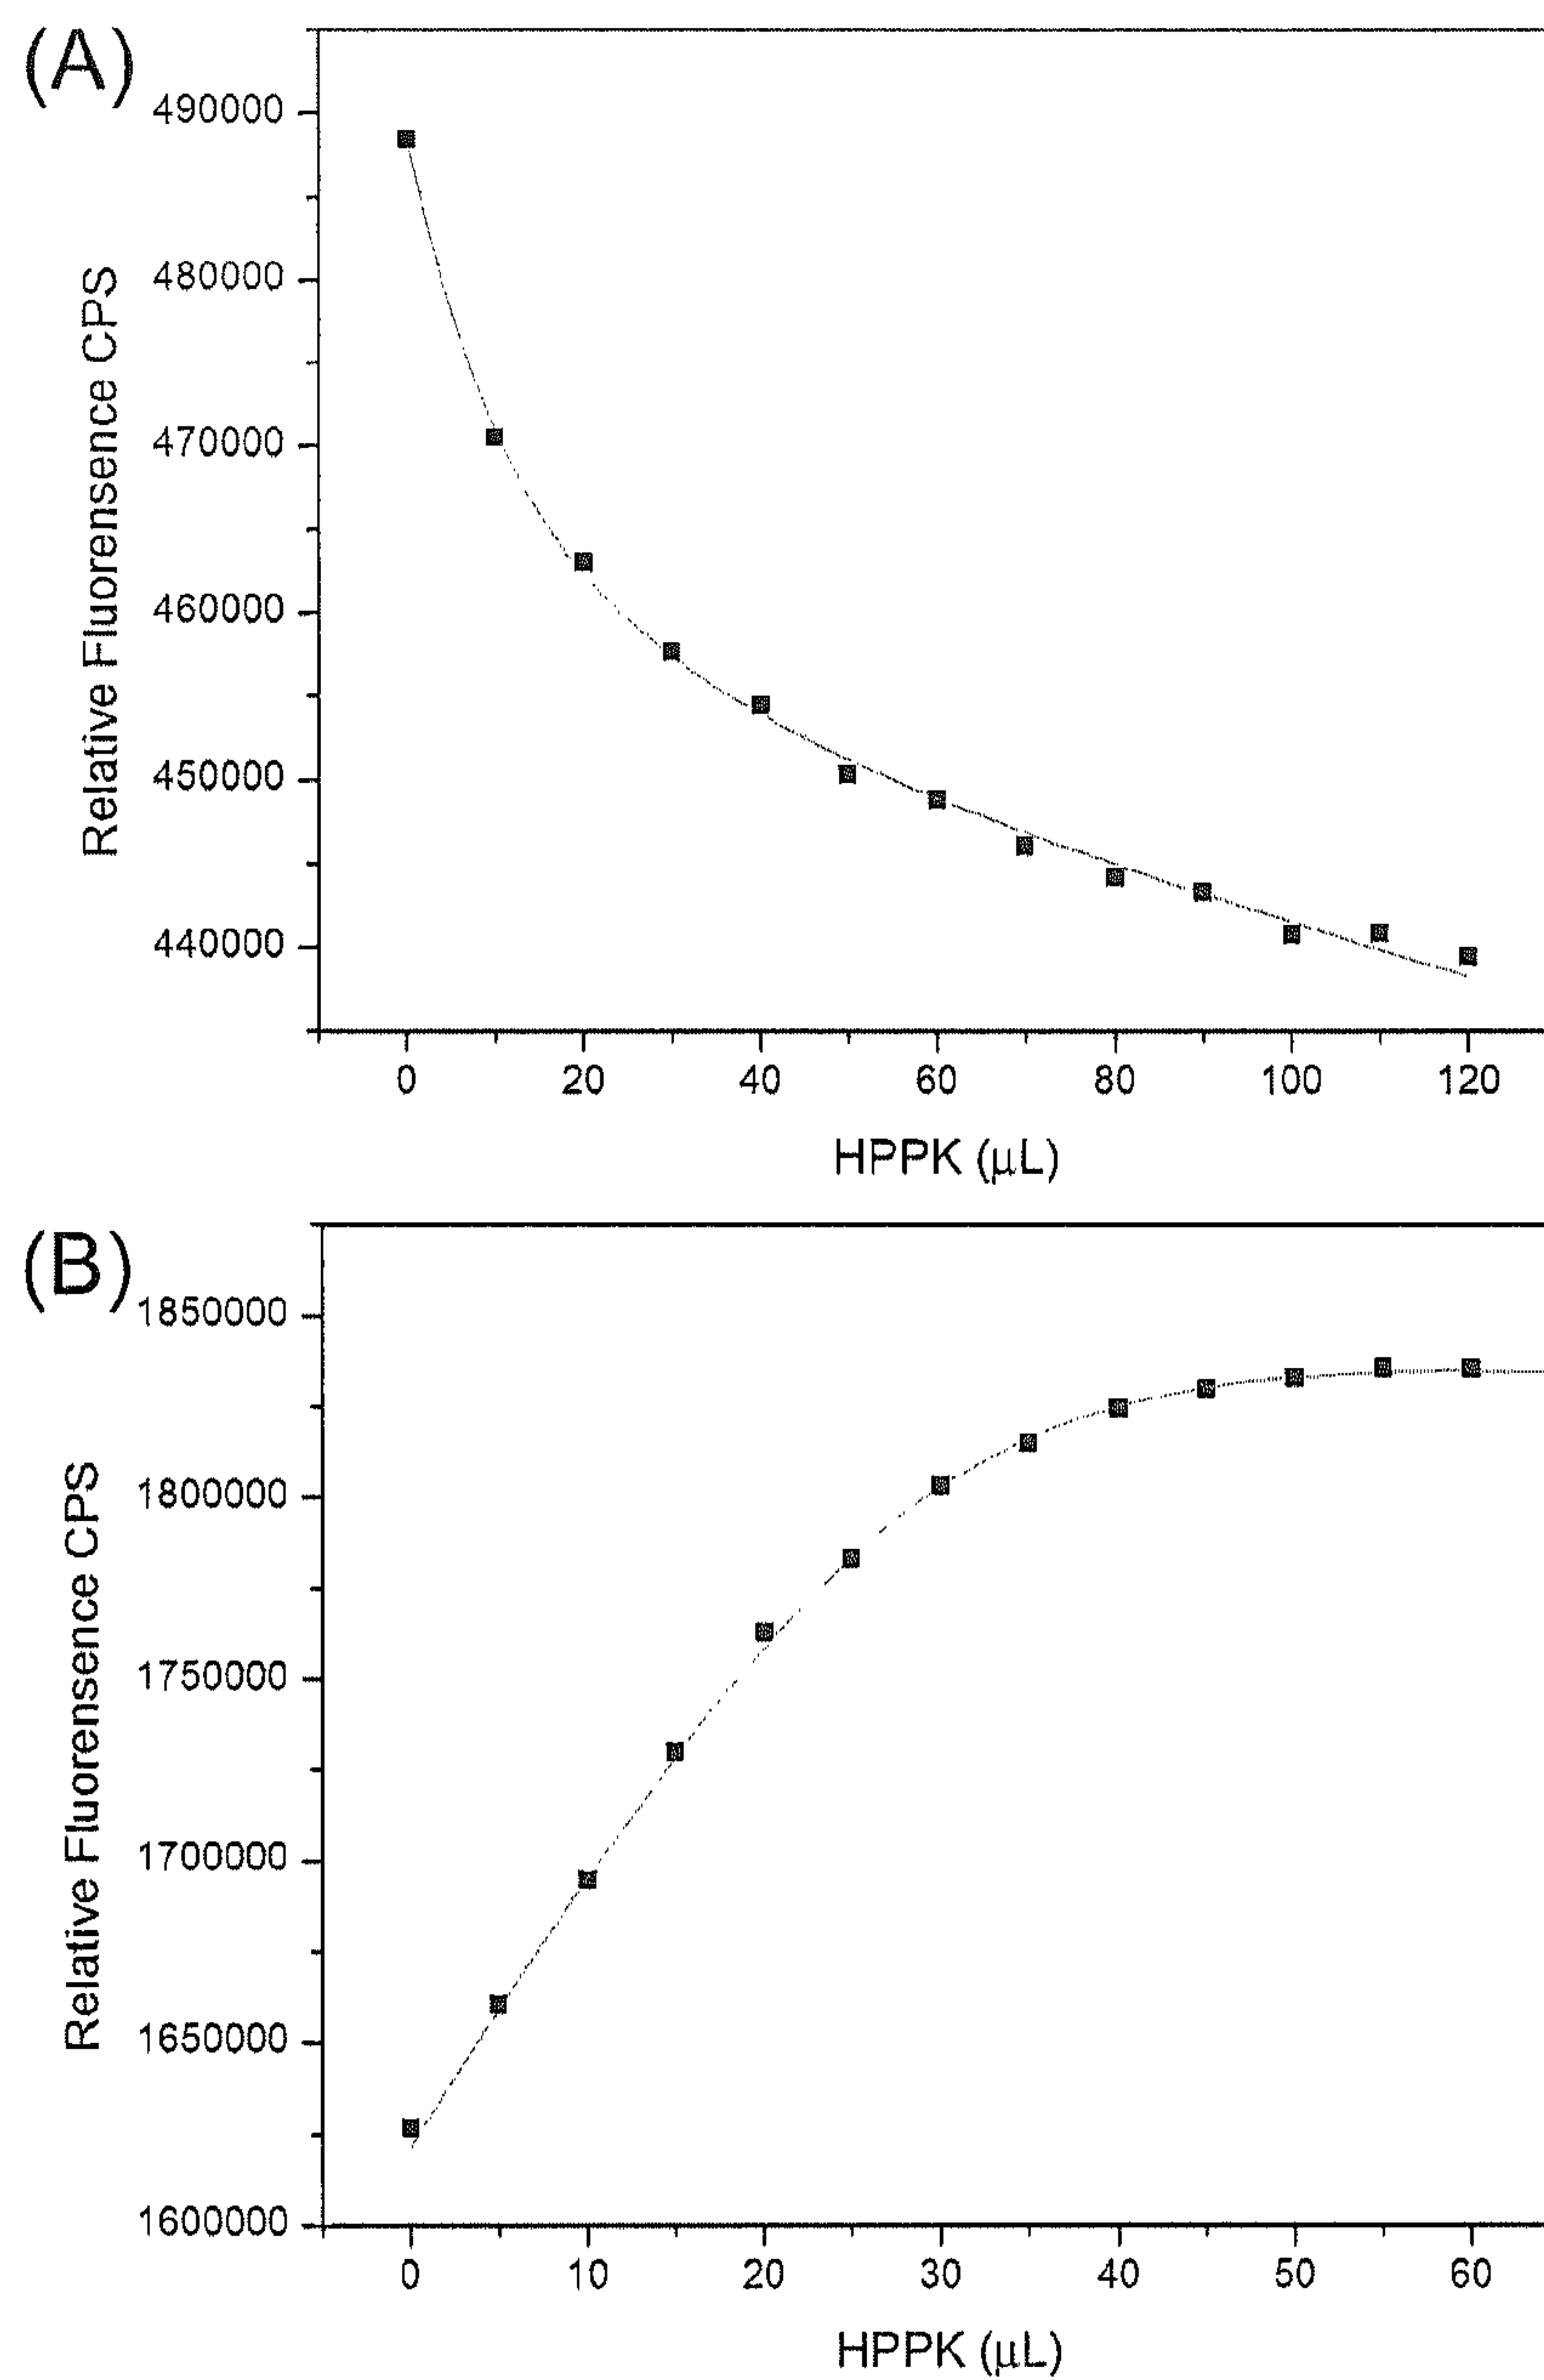 (A)
490000
480000
470000
460000
450000
440000
Relative Fluorensence CPS
0 20 40 60 80 100 120
HPPK (μL)
(B)
1850000
1800000
1750000
1700000
1650000
1600000
Relative Fluorensence CPS
0 10 20 30 40 50 60
HPPK (μL)